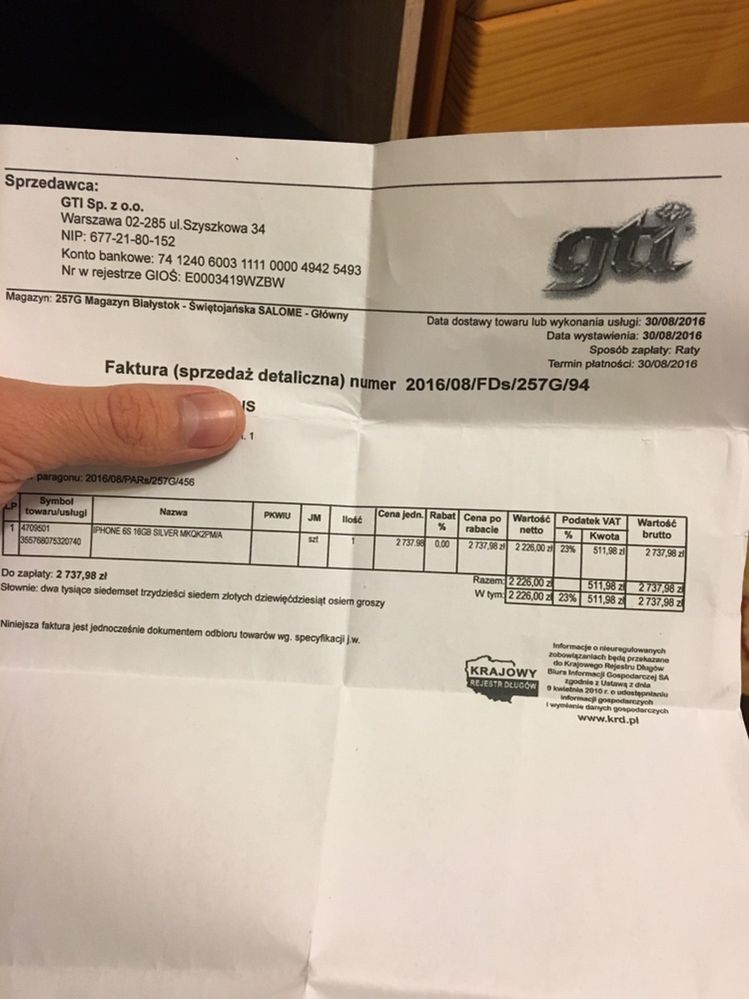 Sprzedawca:
GTI Sp. z o.o.
Warszawa 02-285 ul.Szyszkowa 34
NIP: 677-21-80-152
Konto bankowe: 74 1240 6003 1111 0000 4942 5493
Nr w rejestrze GIOŚ: E0003419WZBW
gti
Magazyn: 257G Magazyn Białystok - Świętojańska SALOME - Główny
Data dostawy towaru lub wykonania usługi: 30/08/2016
Data wystawienia: 30/08/2016
Sposób zapłaty: Raty
Termin płatności: 30/08/2016
Faktura (sprzedaż detaliczna) numer 2016/08/FDs/257G/94
1
paragonu: 2016/08/PARs/257G/456
LP Symbol towaru/usługi Nazwa PKWIU JM Ilość Cena jedn. Rabat % Cena po rabacie Wartość netto Podatek VAT % Kwota Wartość brutto
1 4709501 IPHONE 6S 16GB SILVER MKQK2PM/A szt 1 2 737.98 0,00 2 737,98 zł 2 226,00 zł 23% 511,98 zł 2 737,98 zł
355768075320740
Razem: 2 226,00 zł 511,98 zł 2 737,98 zł
W tym: 2 226,00 zł 23% 511,98 zł 2 737,98 zł
Do zapłaty: 2 737,98 zł
Słownie: dwa tysiące siedemset trzydzieści siedem złotych dziewięćdziesiąt osiem groszy
Niniejsza faktura jest jednocześnie dokumentem odbioru towarów wg. specyfikacji j.w.
KRAJOWY
REJESTR DŁUGÓW
Informacje o nieuregulowanych
zobowiązaniach będą przekazane
do Krajowego Rejestru Długów
Biura Informacji Gospodarczej SA
zgodnie z Ustawą z dnia
9 kwietnia 2010 r. o udostępnianiu
informacji gospodarczych
i wymianie danych gospodarczych
www.krd.pl